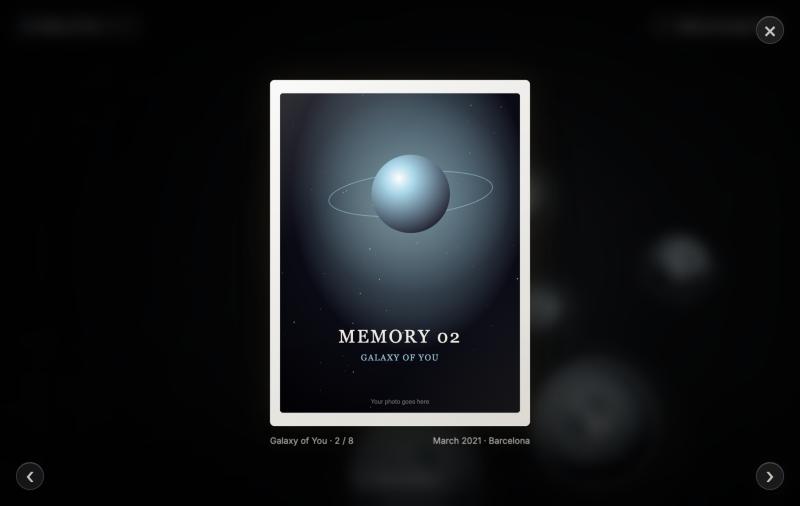 MEMORY 02
GALAXY OF YOU
Your photo goes here
Galaxy of You · 2 / 8
March 2021 · Barcelona